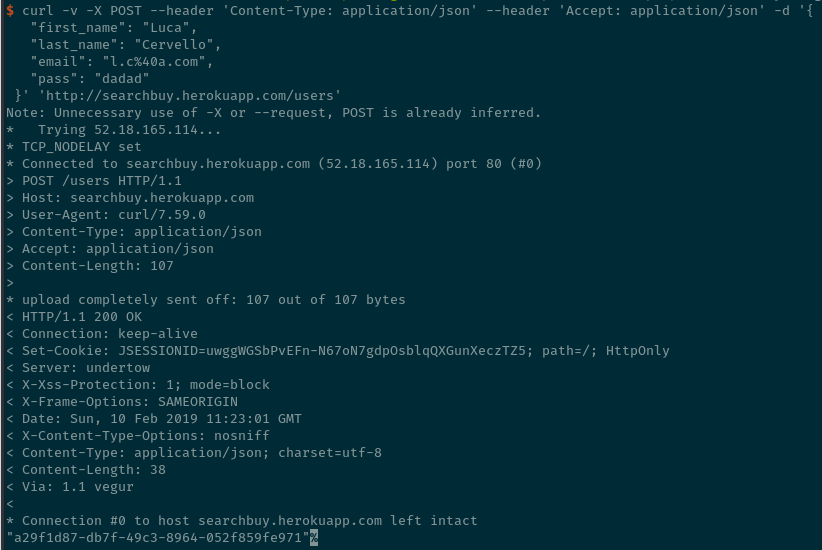 $ curl -v -X POST --header 'Content-Type: application/json' --header 'Accept: application/json' -d '{
   "first_name": "Luca",
   "last_name": "Cervello",
   "email": "l.c%40a.com",
   "pass": "dadad"
 }' 'http://searchbuy.herokuapp.com/users'
Note: Unnecessary use of -X or --request, POST is already inferred.
*   Trying 52.18.165.114...
* TCP_NODELAY set
* Connected to searchbuy.herokuapp.com (52.18.165.114) port 80 (#0)
> POST /users HTTP/1.1
> Host: searchbuy.herokuapp.com
> User-Agent: curl/7.59.0
> Content-Type: application/json
> Accept: application/json
> Content-Length: 107
>
* upload completely sent off: 107 out of 107 bytes
< HTTP/1.1 200 OK
< Connection: keep-alive
< Set-Cookie: JSESSIONID=uwggWGSbPvEFn-N67oN7gdpOsblqQXGunXeczTZ5; path=/; HttpOnly
< Server: undertow
< X-Xss-Protection: 1; mode=block
< X-Frame-Options: SAMEORIGIN
< Date: Sun, 10 Feb 2019 11:23:01 GMT
< X-Content-Type-Options: nosniff
< Content-Type: application/json; charset=utf-8
< Content-Length: 38
< Via: 1.1 vegur
<
* Connection #0 to host searchbuy.herokuapp.com left intact
"a29f1d87-db7f-49c3-8964-052f859fe971"%